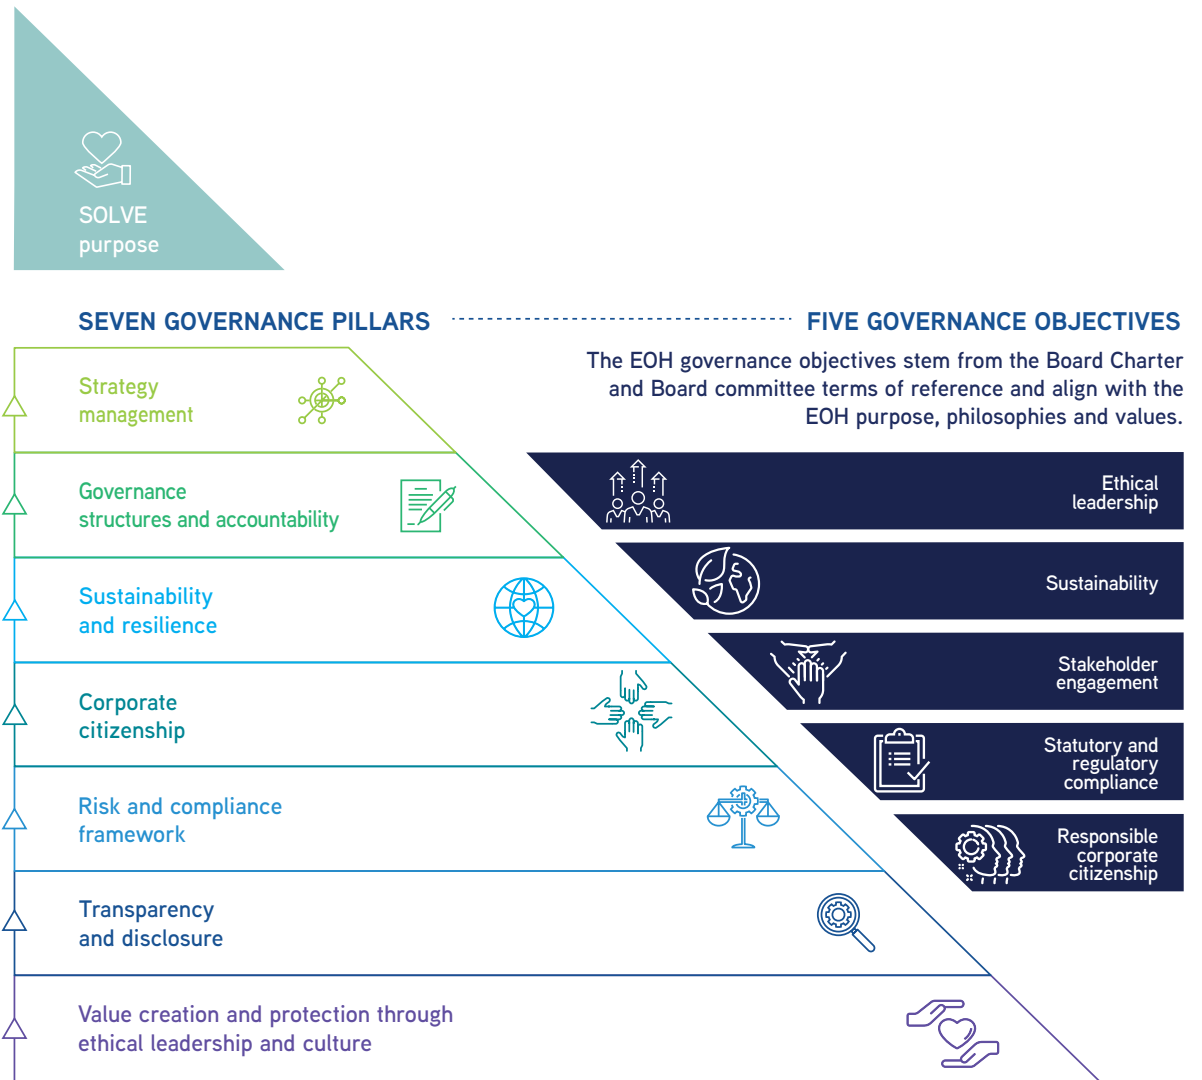 SOLVE
purpose
SEVEN GOVERNANCE PILLARS
FIVE GOVERNANCE OBJECTIVES
The EOH governance objectives stem from the Board Charter
and Board committee terms of reference and align with the
EOH purpose, philosophies and values.
Strategy
management
Governance
structures and accountability
Sustainability
and resilience
Corporate
citizenship
Risk and compliance
framework
Transparency
and disclosure
Value creation and protection through
ethical leadership and culture
Ethical
leadership
Sustainability
Stakeholder
engagement
Statutory and
regulatory
compliance
Responsible
corporate
citizenship